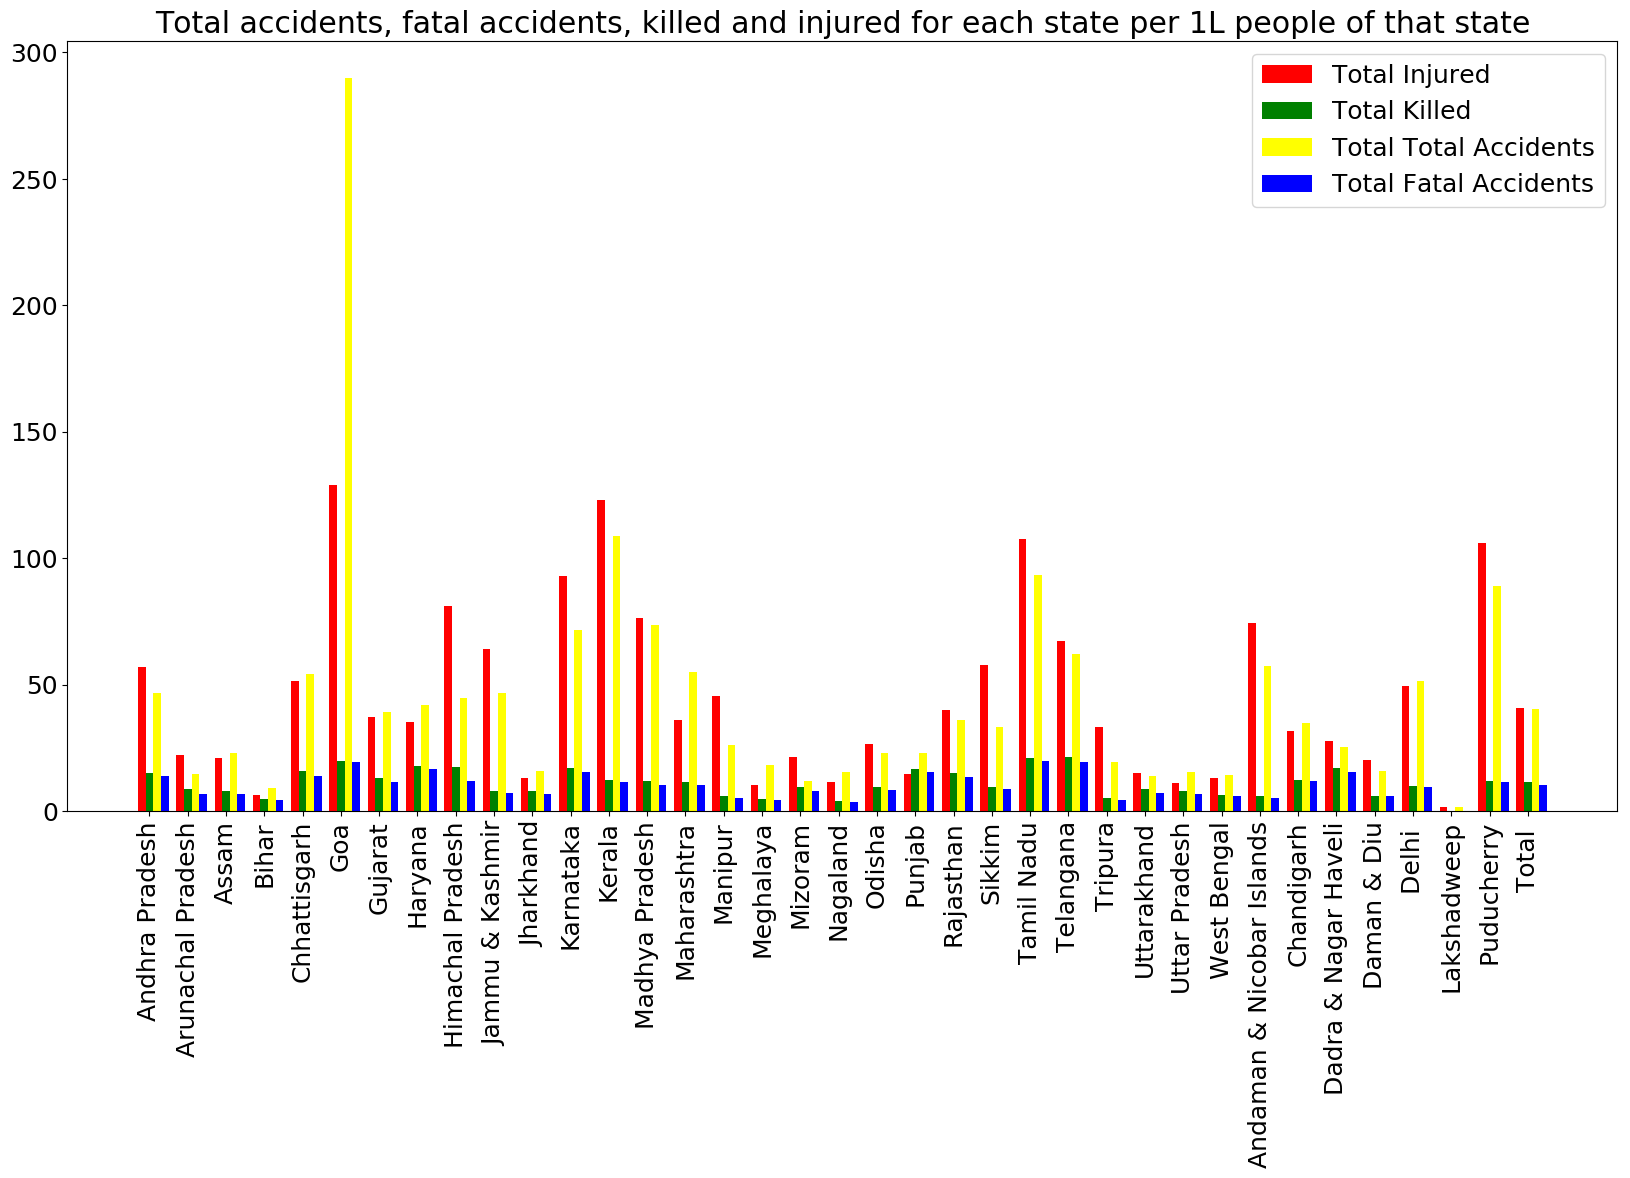 Total accidents, fatal accidents, killed and injured for each state per 1L people of that state
300
250
200
150
100
50
0
Total Injured
Total Killed
Total Total Accidents
Total Fatal Accidents
Andhra Pradesh
Arunachal Pradesh
Assam
Bihar
Chhattisgarh
Goa
Gujarat
Haryana
Himachal Pradesh
Jammu & Kashmir
Jharkhand
Karnataka
Kerala
Madhya Pradesh
Maharashtra
Manipur
Meghalaya
Mizoram
Nagaland
Odisha
Punjab
Rajasthan
Sikkim
Tamil Nadu
Telangana
Tripura
Uttarakhand
Uttar Pradesh
West Bengal
Andaman & Nicobar Islands
Chandigarh
Dadra & Nagar Haveli
Daman & Diu
Delhi
Lakshadweep
Puducherry
Total